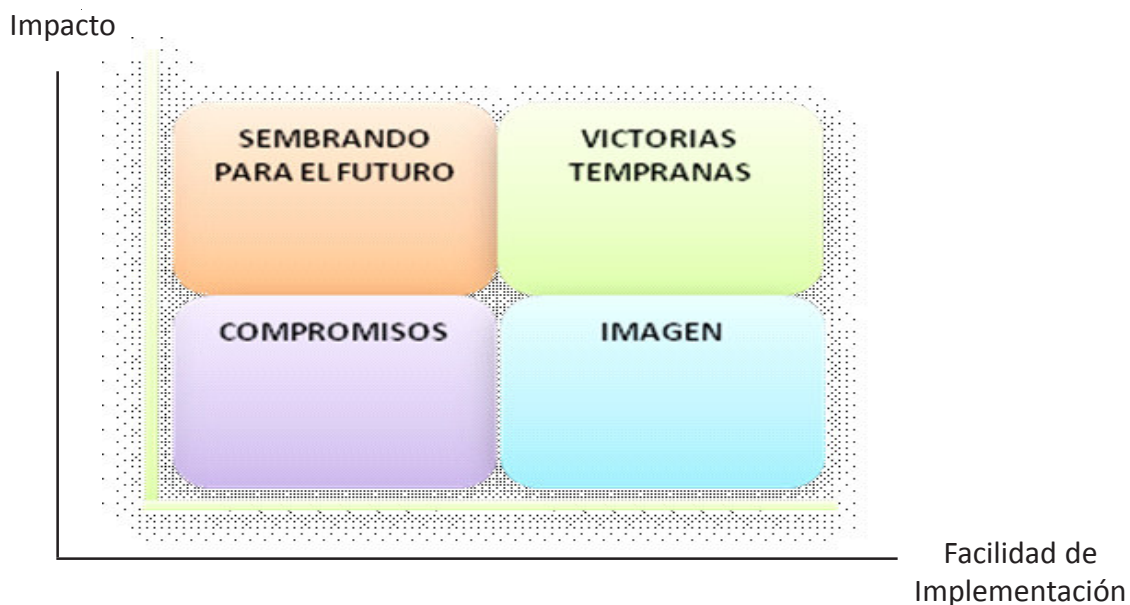 Impacto
SEMBRANDO
PARA EL FUTURO
VICTORIAS
TEMPRANAS
COMPROMISOS
IMAGEN
Facilidad de
Implementación